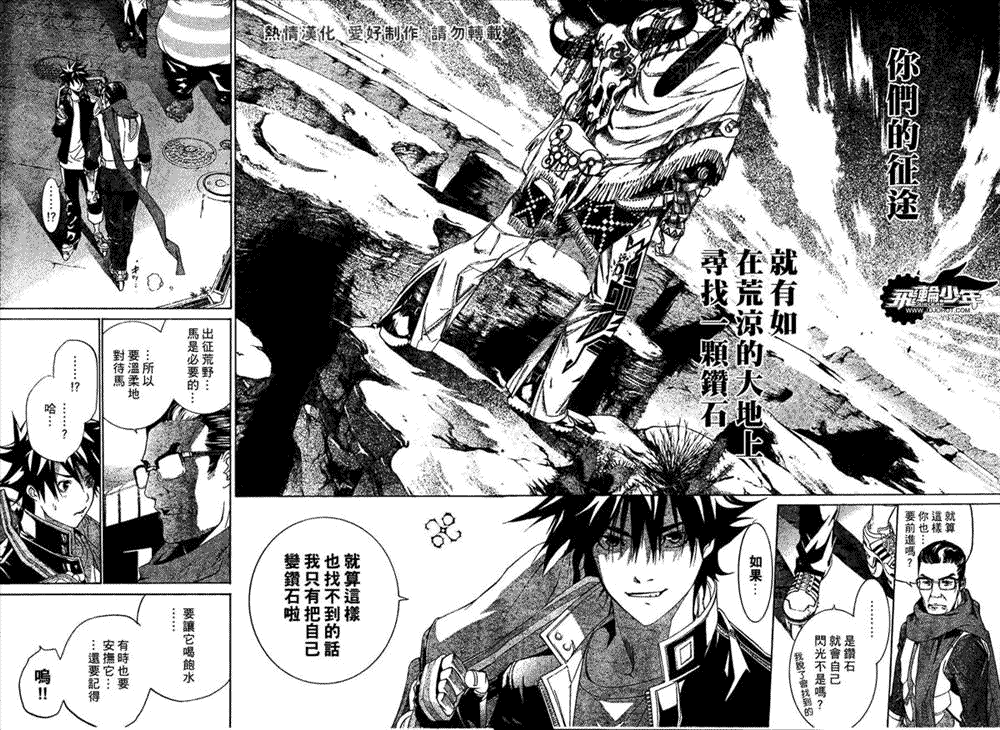 熱情漢化 愛好制作 請勿轉載
你們的征途
就有如
在荒涼的大地上
尋找一顆鑽石
飛輪少年
就算
這樣
你也…
要前進嗎?
………
是鑽石
就會自己
閃光不是嗎?
我說了會找到的
如果…
就算這樣
也找不到的話
我只有把自己
變鑽石啦
……!?
出征荒野…
馬是必要的…
…所以
要溫柔地
對待馬
……?
……!?
哈…
要讓它喝飽水
……
有時也要
安撫它…
…還要記得
嗚!!